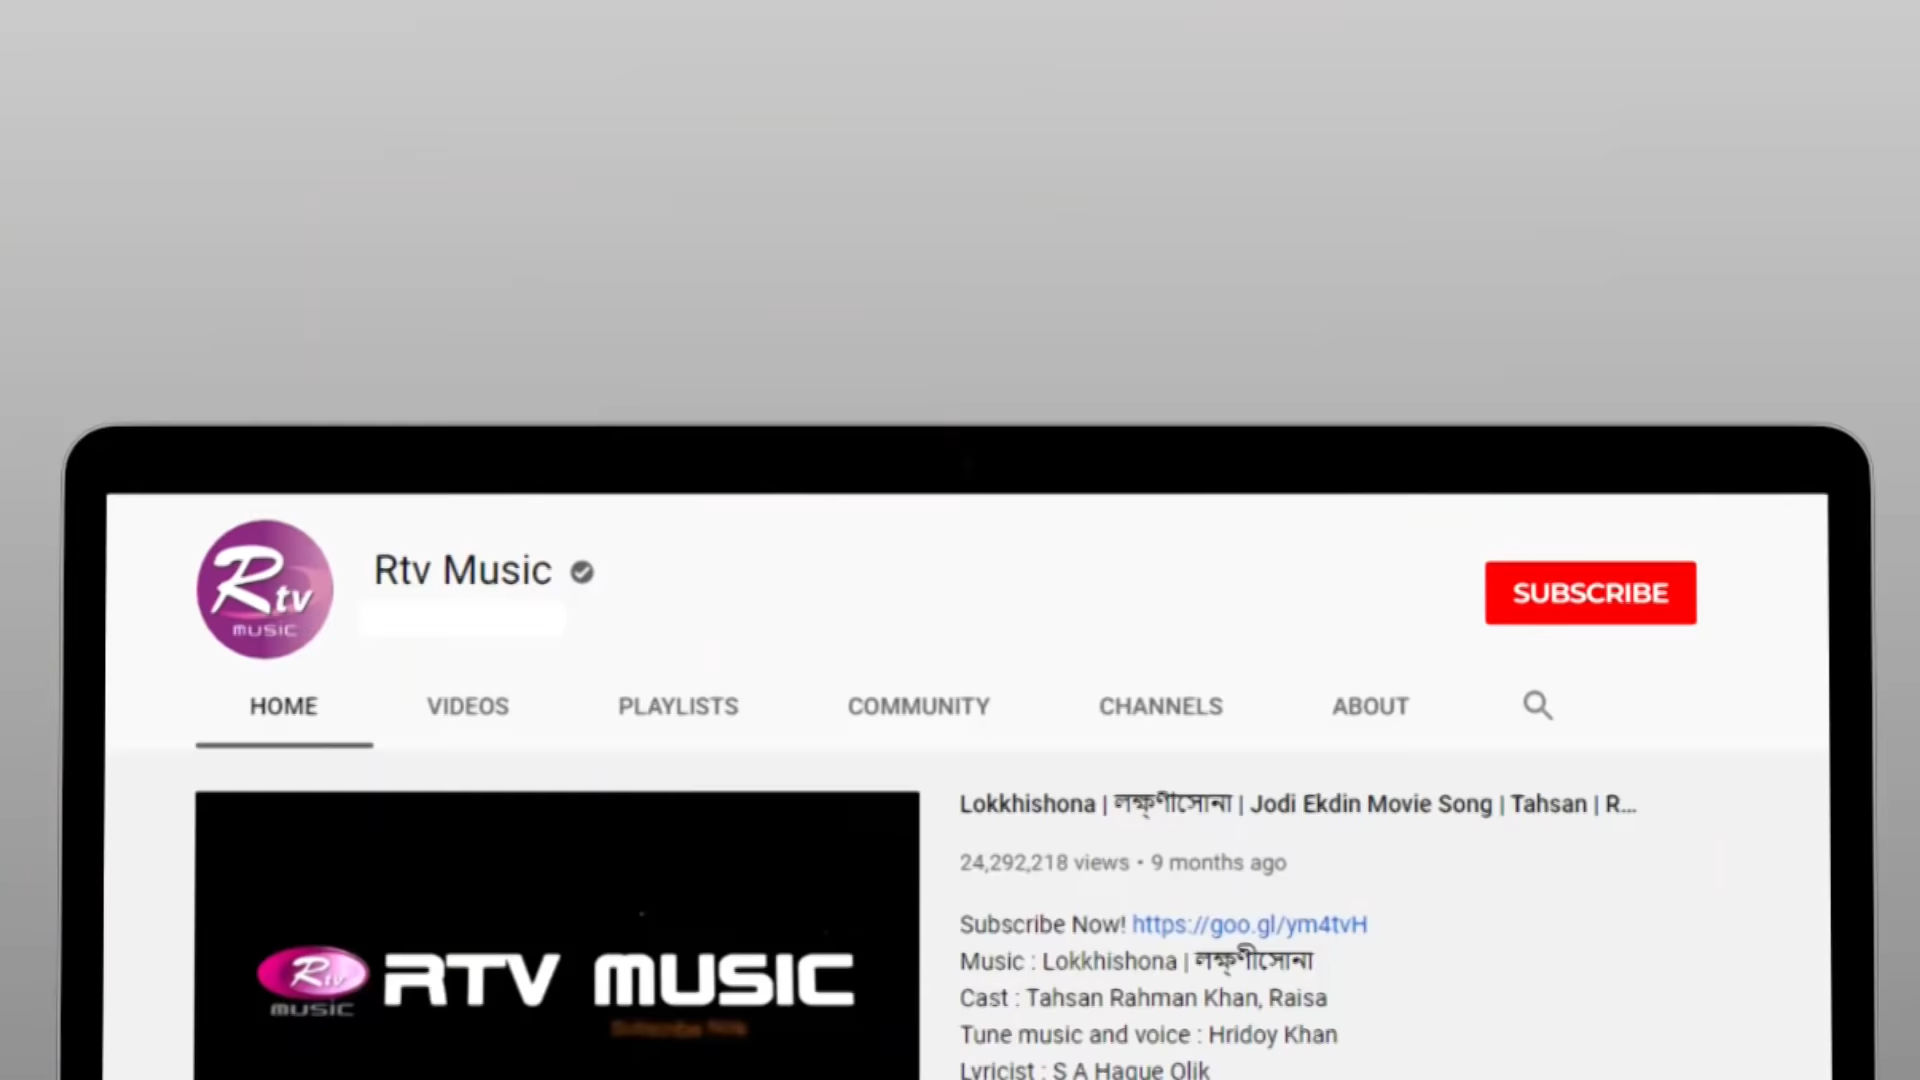 Rtv
MUSIC
Rtv Music
SUBSCRIBE
HOME VIDEOS PLAYLISTS COMMUNITY CHANNELS ABOUT
Lokkhishona | লক্ষ্ণীসোনা | Jodi Ekdin Movie Song | Tahsan | R...
24,292,218 views • 9 months ago
Subscribe Now! https://goo.gl/ym4tvH
Music : Lokkhishona | লক্ষ্ণীসোনা
Cast : Tahsan Rahman Khan, Raisa
Tune music and voice : Hridoy Khan
Lyricist : S A Haque Olik
Rtv
MUSIC
RTV MUSIC
Subscribe Now